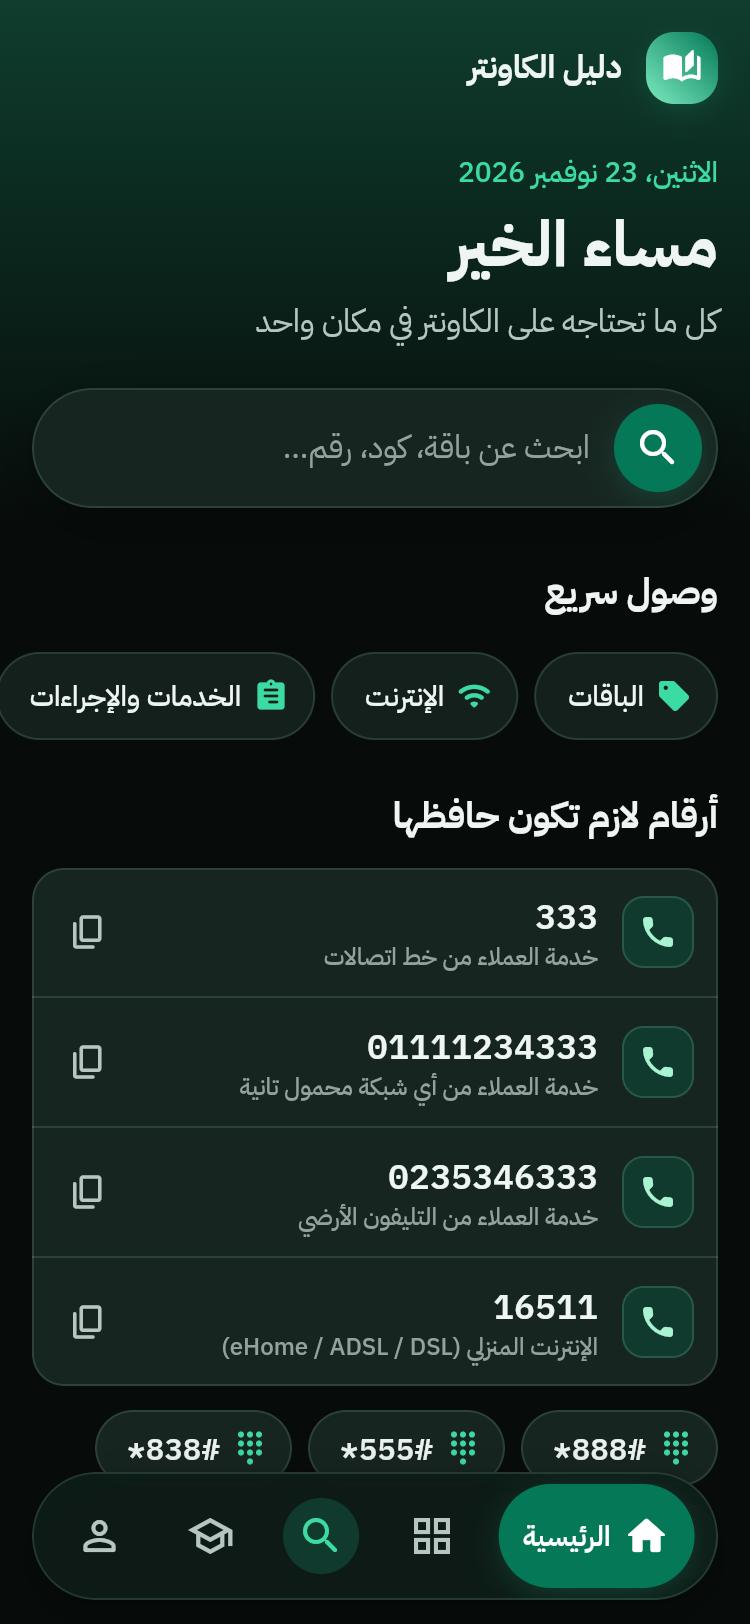 دليل الكاونتر
الاثنين، 23 نوفمبر 2026
مساء الخير
كل ما تحتاجه على الكاونتر في مكان واحد
ابحث عن باقة، كود، رقم...
وصول سريع
الباقات
الإنترنت
الخدمات والإجراءات
أرقام لازم تكون حافظها
333
خدمة العملاء من خط اتصالات
01111234333
خدمة العملاء من أي شبكة محمول تانية
0235346333
خدمة العملاء من التليفون الأرضي
16511
الإنترنت المنزلي (eHome / ADSL / DSL)
*888#
*555#
*838#
الرئيسية